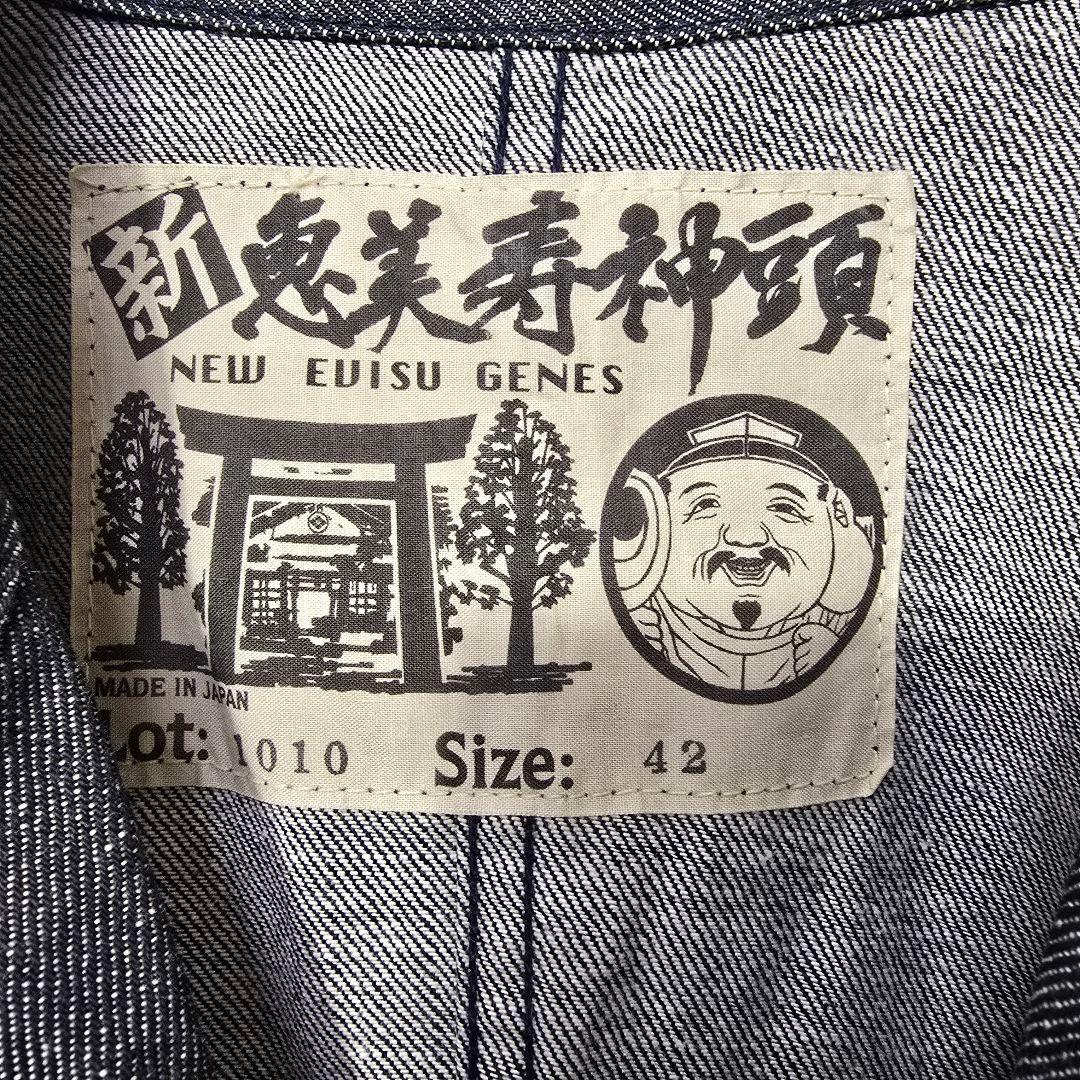 新恵美寿神頭
NEW EVISU GENES
MADE IN JAPAN
Lot: 1010 Size: 42